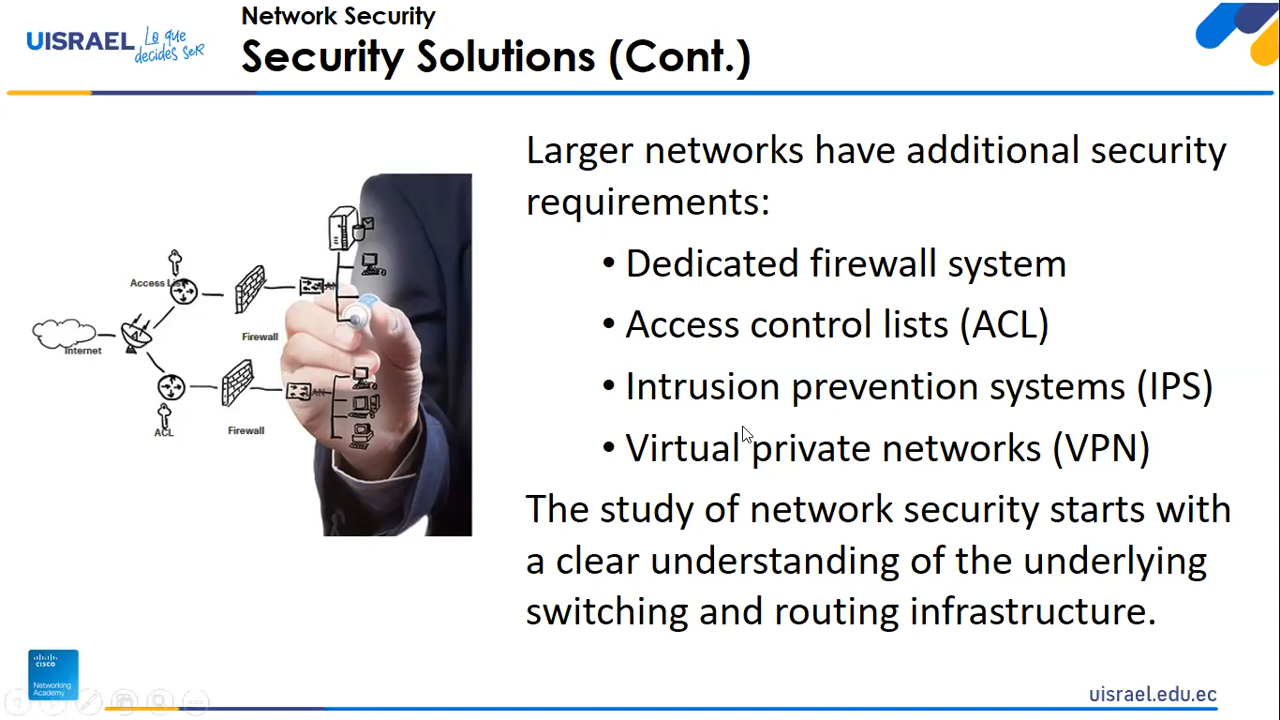 Network Security
UISRAEL Lo que decides seR
Security Solutions (Cont.)
Larger networks have additional security
requirements:
• Dedicated firewall system
• Access control lists (ACL)
• Intrusion prevention systems (IPS)
• Virtual private networks (VPN)
The study of network security starts with
a clear understanding of the underlying
switching and routing infrastructure.
Access List
Firewall
Internet
ACL
Firewall
CISCO
Networking
Academy
uisrael.edu.ec